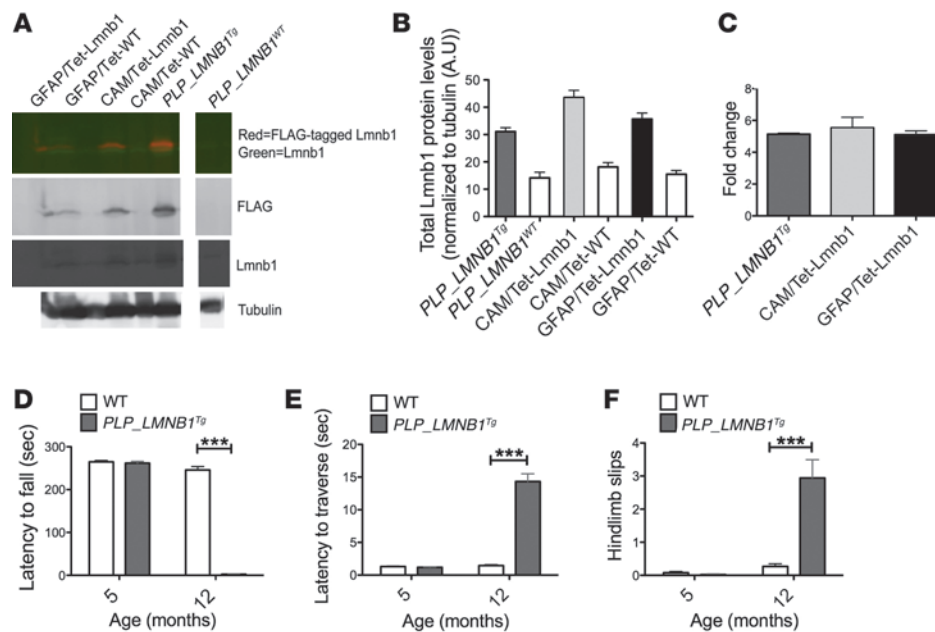 A
GFAP/Tet-Lmnb1
GFAP/Tet-WT
CAM/Tet-Lmnb1
CAM/Tet-WT
PLP_LMNB1Tg
PLP_LMNB1WT
Red=FLAG-tagged Lmnb1
Green=Lmnb1
FLAG
Lmnb1
Tubulin
B
Total Lmnb1 protein levels
(normalized to tubulin (A.U))
50
40
30
20
10
0
PLP_LMNB1Tg
PLP_LMNB1WT
CAM/Tet-Lmnb1
CAM/Tet-WT
GFAP/Tet-Lmnb1
GFAP/Tet-WT
C
Fold change
8
6
4
2
0
PLP_LMNB1Tg
CAM/Tet-Lmnb1
GFAP/Tet-Lmnb1
D
WT
PLP_LMNB1Tg
Latency to fall (sec)
300
200
100
0
***
5
12
Age (months)
E
WT
PLP_LMNB1Tg
Latency to traverse (sec)
20
15
10
5
0
***
5
12
Age (months)
F
WT
PLP_LMNB1Tg
Hindlimb slips
4
3
2
1
0
***
5
12
Age (months)